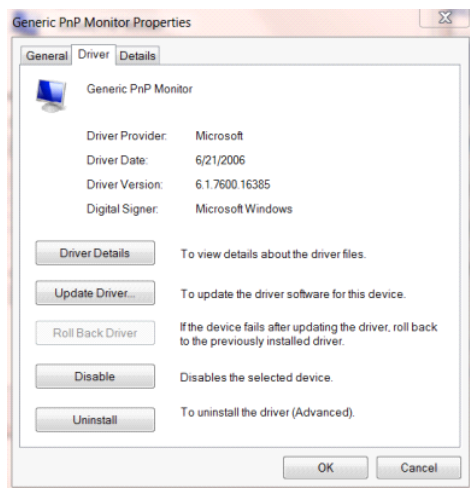 Generic PnP Monitor Properties
General Driver Details
Generic PnP Monitor
Driver Provider: Microsoft
Driver Date: 6/21/2006
Driver Version: 6.1.7600.16385
Digital Signer: Microsoft Windows
Driver Details To view details about the driver files.
Update Driver... To update the driver software for this device.
Roll Back Driver If the device fails after updating the driver, roll back
to the previously installed driver.
Disable Disables the selected device.
Uninstall To uninstall the driver (Advanced).
OK Cancel